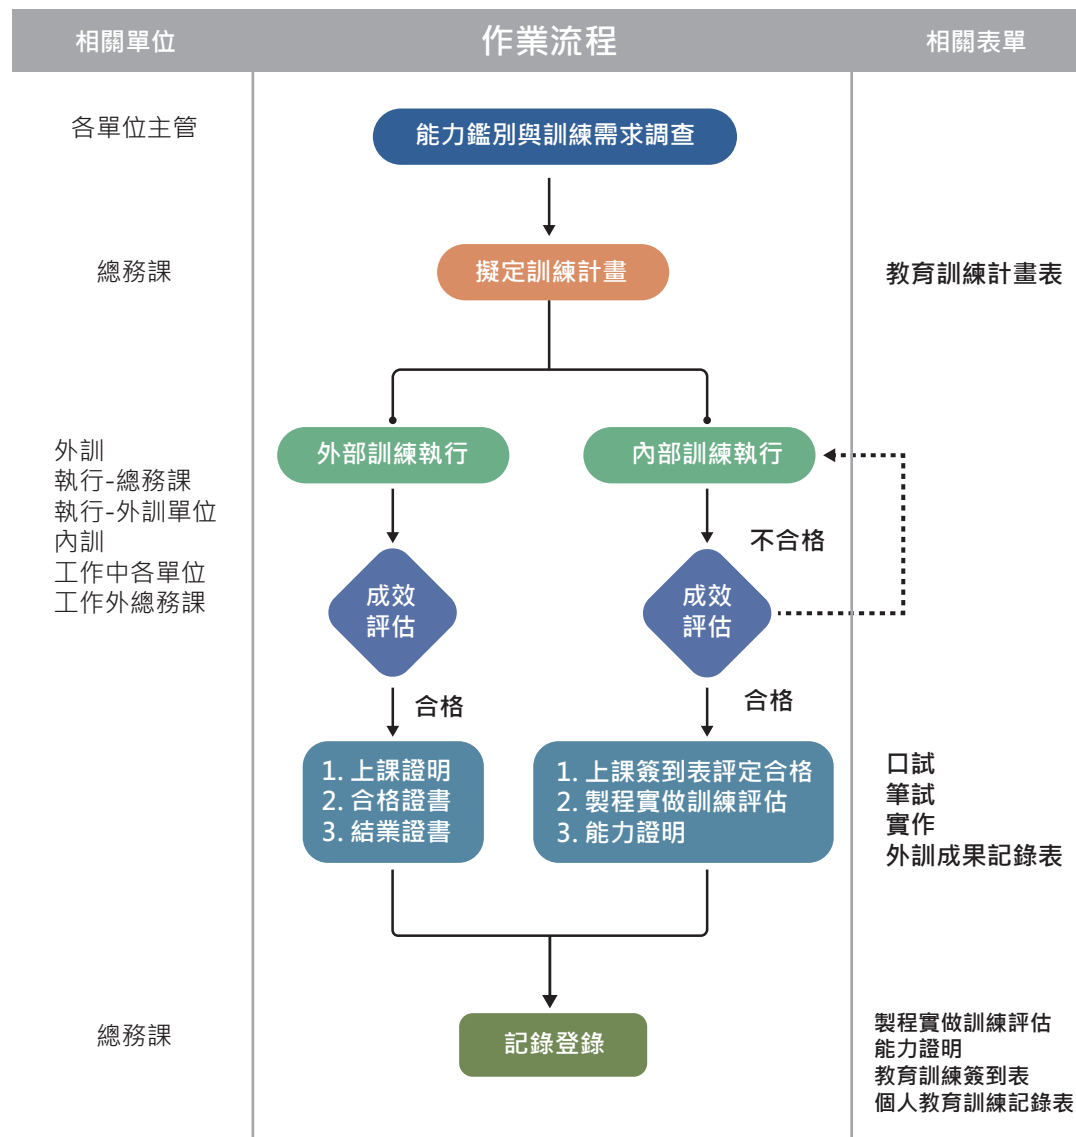 相關單位
作業流程
相關表單
各單位主管
能力鑑別與訓練需求調查
總務課
擬定訓練計畫
教育訓練計畫表
外訓
執行-總務課
執行-外訓單位
內訓
工作中各單位
工作外總務課
外部訓練執行
內部訓練執行
不合格
成效
評估
成效
評估
合格
合格
1. 上課證明
2. 合格證書
3. 結業證書
1. 上課簽到表評定合格
2. 製程實做訓練評估
3. 能力證明
口試
筆試
實作
外訓成果記錄表
總務課
記錄登錄
製程實做訓練評估
能力證明
教育訓練簽到表
個人教育訓練記錄表